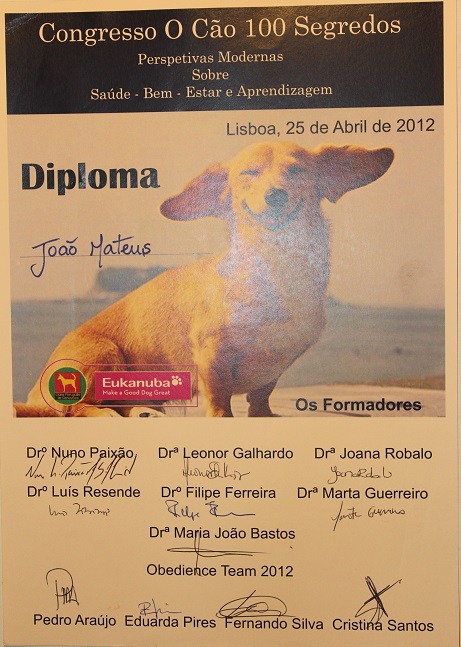 Congresso O Cão 100 Segredos
Perspetivas Modernas
Sobre
Saúde - Bem - Estar e Aprendizagem
Lisboa, 25 de Abril de 2012
Diploma
João Mateus
Eukanuba
Make a Good Dog Great
Os Formadores
Drº Nuno Paixão Drª Leonor Galhardo Drª Joana Robalo
Drº Luís Resende Drº Filipe Ferreira Drª Marta Guerreiro
Drª Maria João Bastos
Obedience Team 2012
Pedro Araújo Eduarda Pires Fernando Silva Cristina Santos